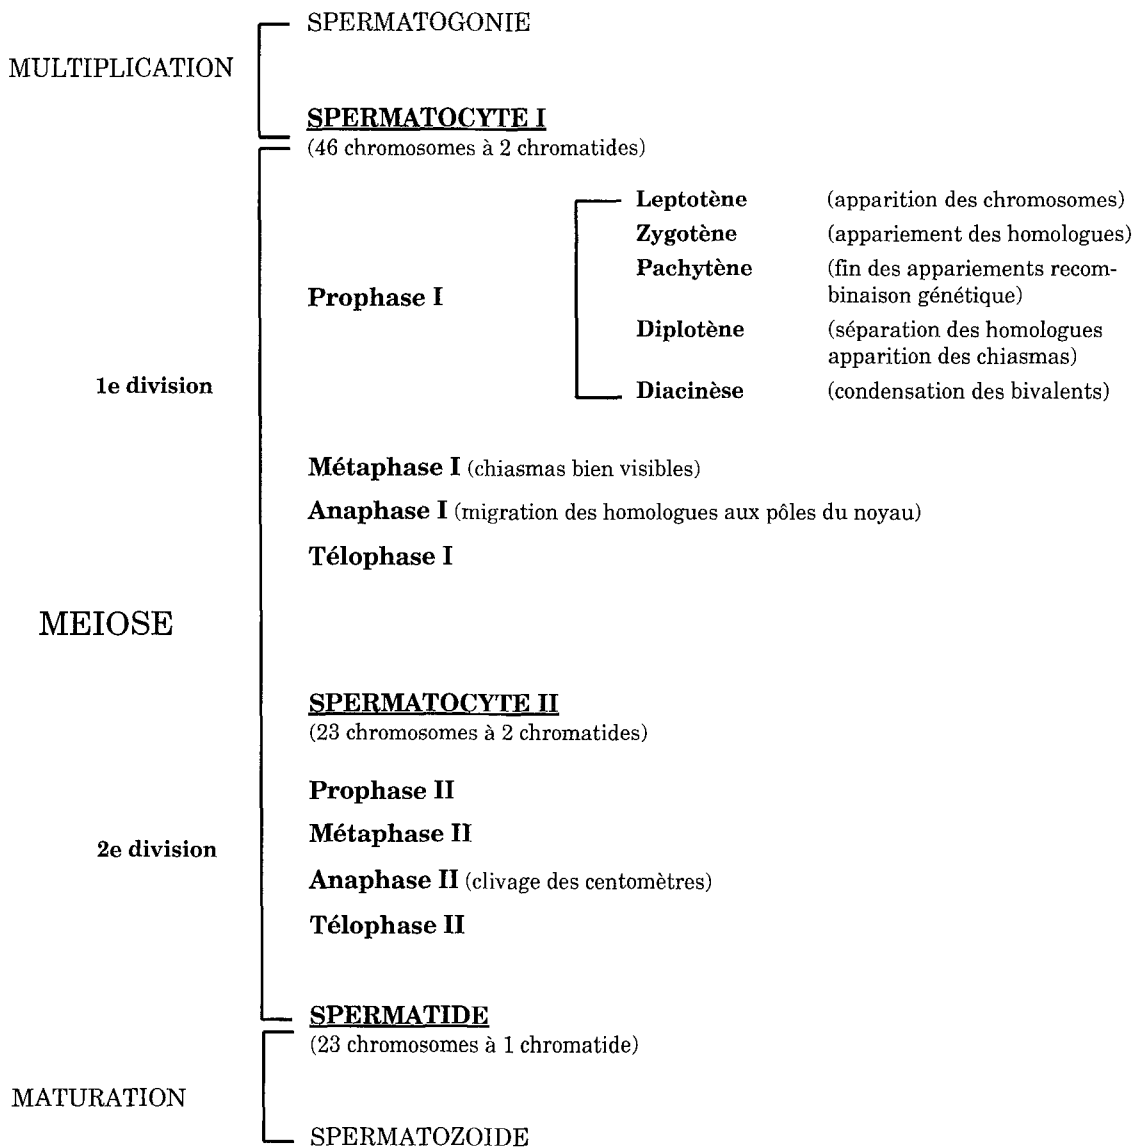 SPERMATOGONIE
MULTIPLICATION
SPERMATOCYTE I
(46 chromosomes à 2 chromatides)
Leptotène (apparition des chromosomes)
Zygotène (appariement des homologues)
Pachytène (fin des appariements recom-
binaison génétique)
Prophase I
Diplotène (séparation des homologues
apparition des chiasmas)
1e division
Diacinèse (condensation des bivalents)
Métaphase I (chiasmas bien visibles)
Anaphase I (migration des homologues aux pôles du noyau)
Télophase I
MEIOSE
SPERMATOCYTE II
(23 chromosomes à 2 chromatides)
Prophase II
Métaphase II
2e division
Anaphase II (clivage des centomètres)
Télophase II
SPERMATIDE
(23 chromosomes à 1 chromatide)
MATURATION
SPERMATOZOIDE